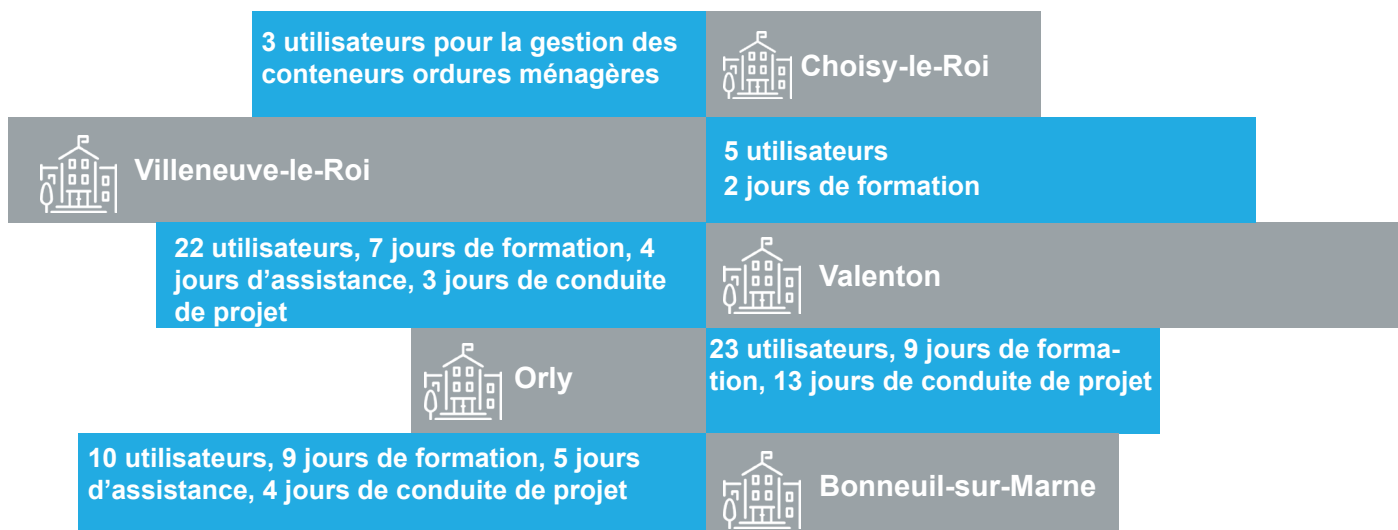 3 utilisateurs pour la gestion des
conteneurs ordures ménagères
Choisy-le-Roi
Villeneuve-le-Roi
5 utilisateurs
2 jours de formation
22 utilisateurs, 7 jours de formation, 4
jours d’assistance, 3 jours de conduite
de projet
Valenton
Orly
23 utilisateurs, 9 jours de forma-
tion, 13 jours de conduite de projet
10 utilisateurs, 9 jours de formation, 5 jours
d’assistance, 4 jours de conduite de projet
Bonneuil-sur-Marne